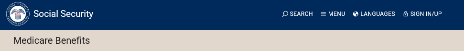 Social Security
SEARCH MENU LANGUAGES SIGN IN/UP
Medicare Benefits